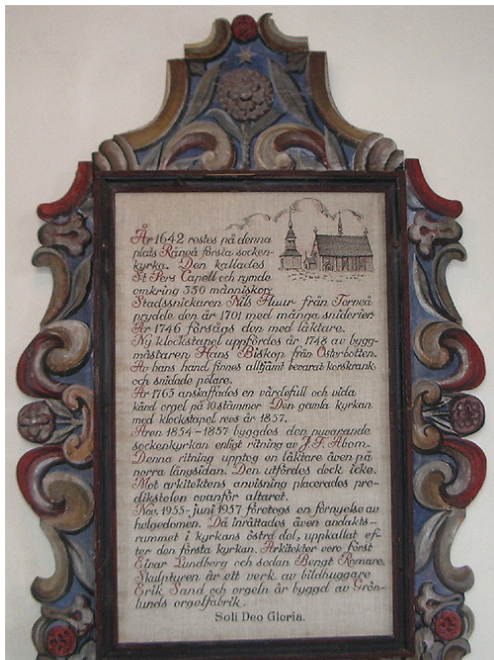 År 1642 restes på denna
plats Råneå första socken-
kyrka. Den kallades
St Pers Capell och rymde
omkring 350 människor.
Stadssnickaren Nils Fluur från Torneå
prydde den år 1701 med många sniderier.
År 1746 försågs den med läktare.
Ny klockstapel uppfördes år 1748 av bygg-
mästaren Hans Biskop från Österbotten.
Av hans hand finnes alltjämt bevarat korskrank
och snidade pelare.
År 1765 anskaffades en värdefull och vida
känd orgel på 10 stämmor. Den gamla kyrkan
med klockstapel revs år 1857.
Åren 1854-1857 byggdes den nuvarande
sockenkyrkan enligt ritning av J.F. Åbom.
Denna ritning upptog en läktare även på
norra långsidan. Den utfördes dock icke.
Mot arkitektens anvisning placerades pre-
dikstolen ovanför altaret.
Nov. 1955-juni 1957 företogs en förnyelse av
helgedomen. Då inrättades även andakts-
rummet i kyrkans östra del, uppkallat ef-
ter den första kyrkan. Arkitekter voro först
Einar Lundberg och sedan Bengt Romare.
Skulpturen är ett verk av bildhuggare
Erik Sand och orgeln är byggd av Grön-
lunds orgelfabrik.
Soli Deo Gloria.